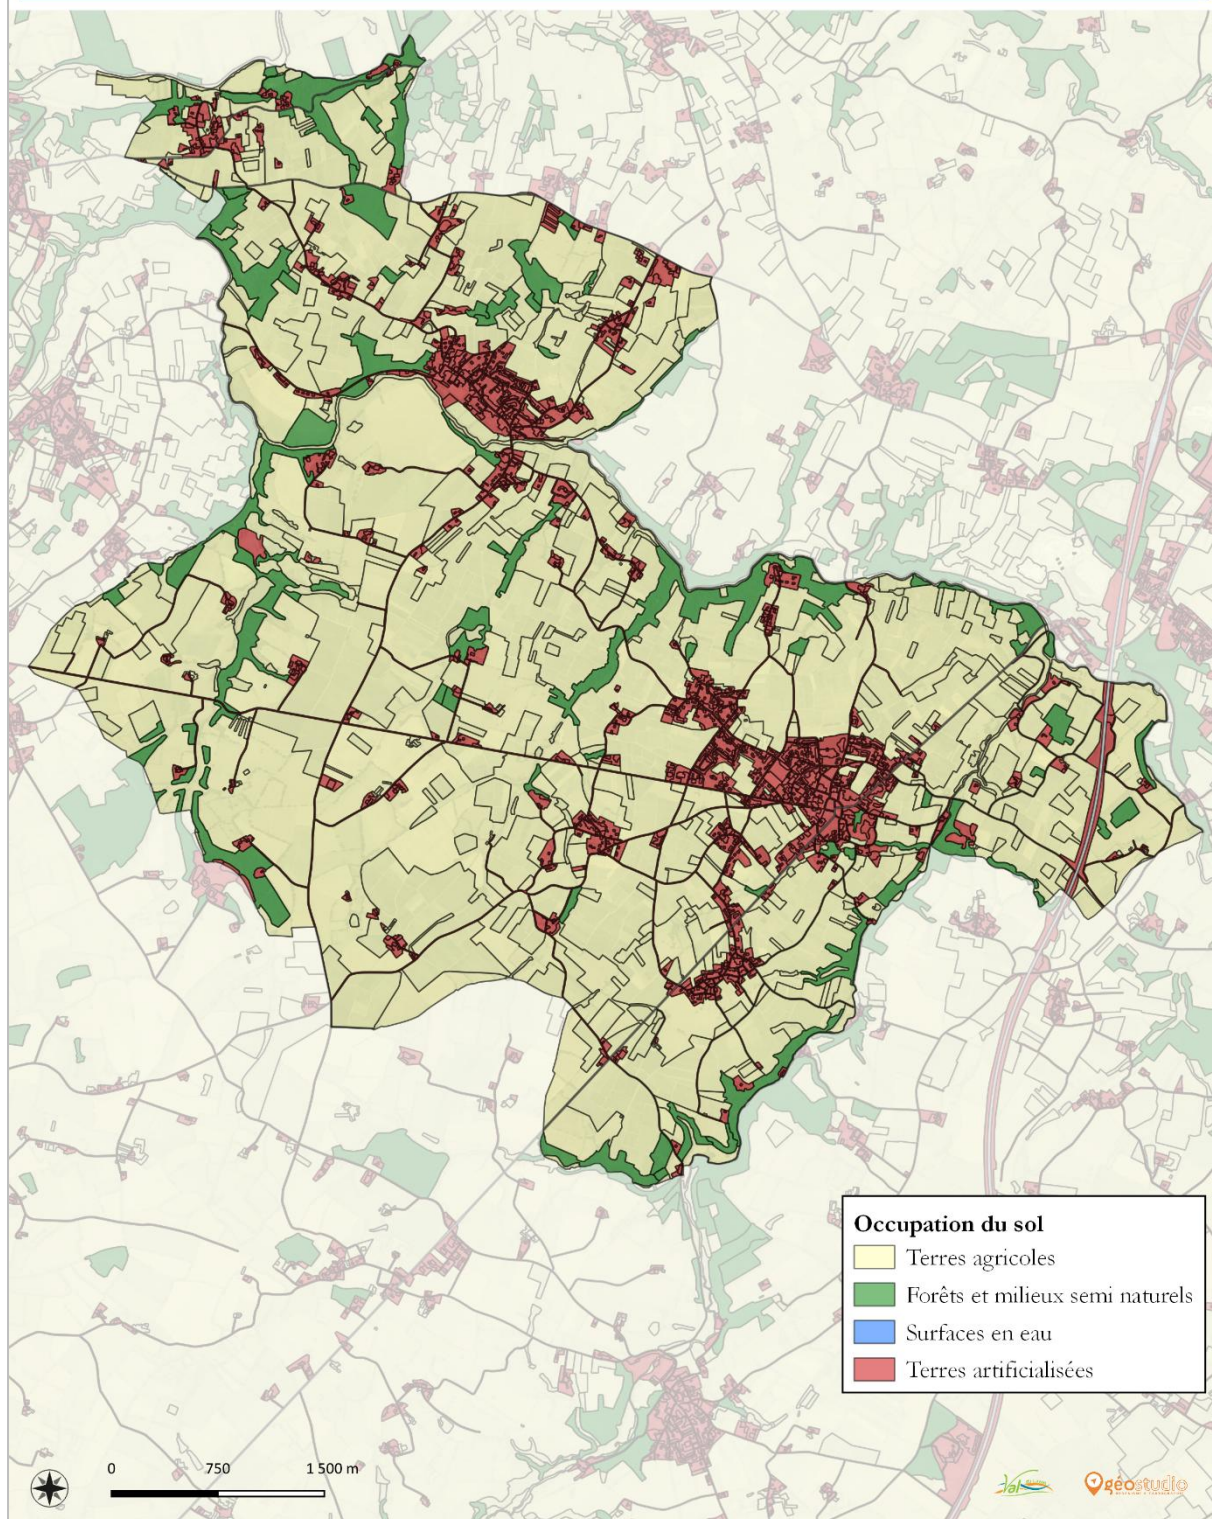 Occupation du sol
Terres agricoles
Forêts et milieux semi naturels
Surfaces en eau
Terres artificialisées
0 750 1 500 m
Val
géostudio